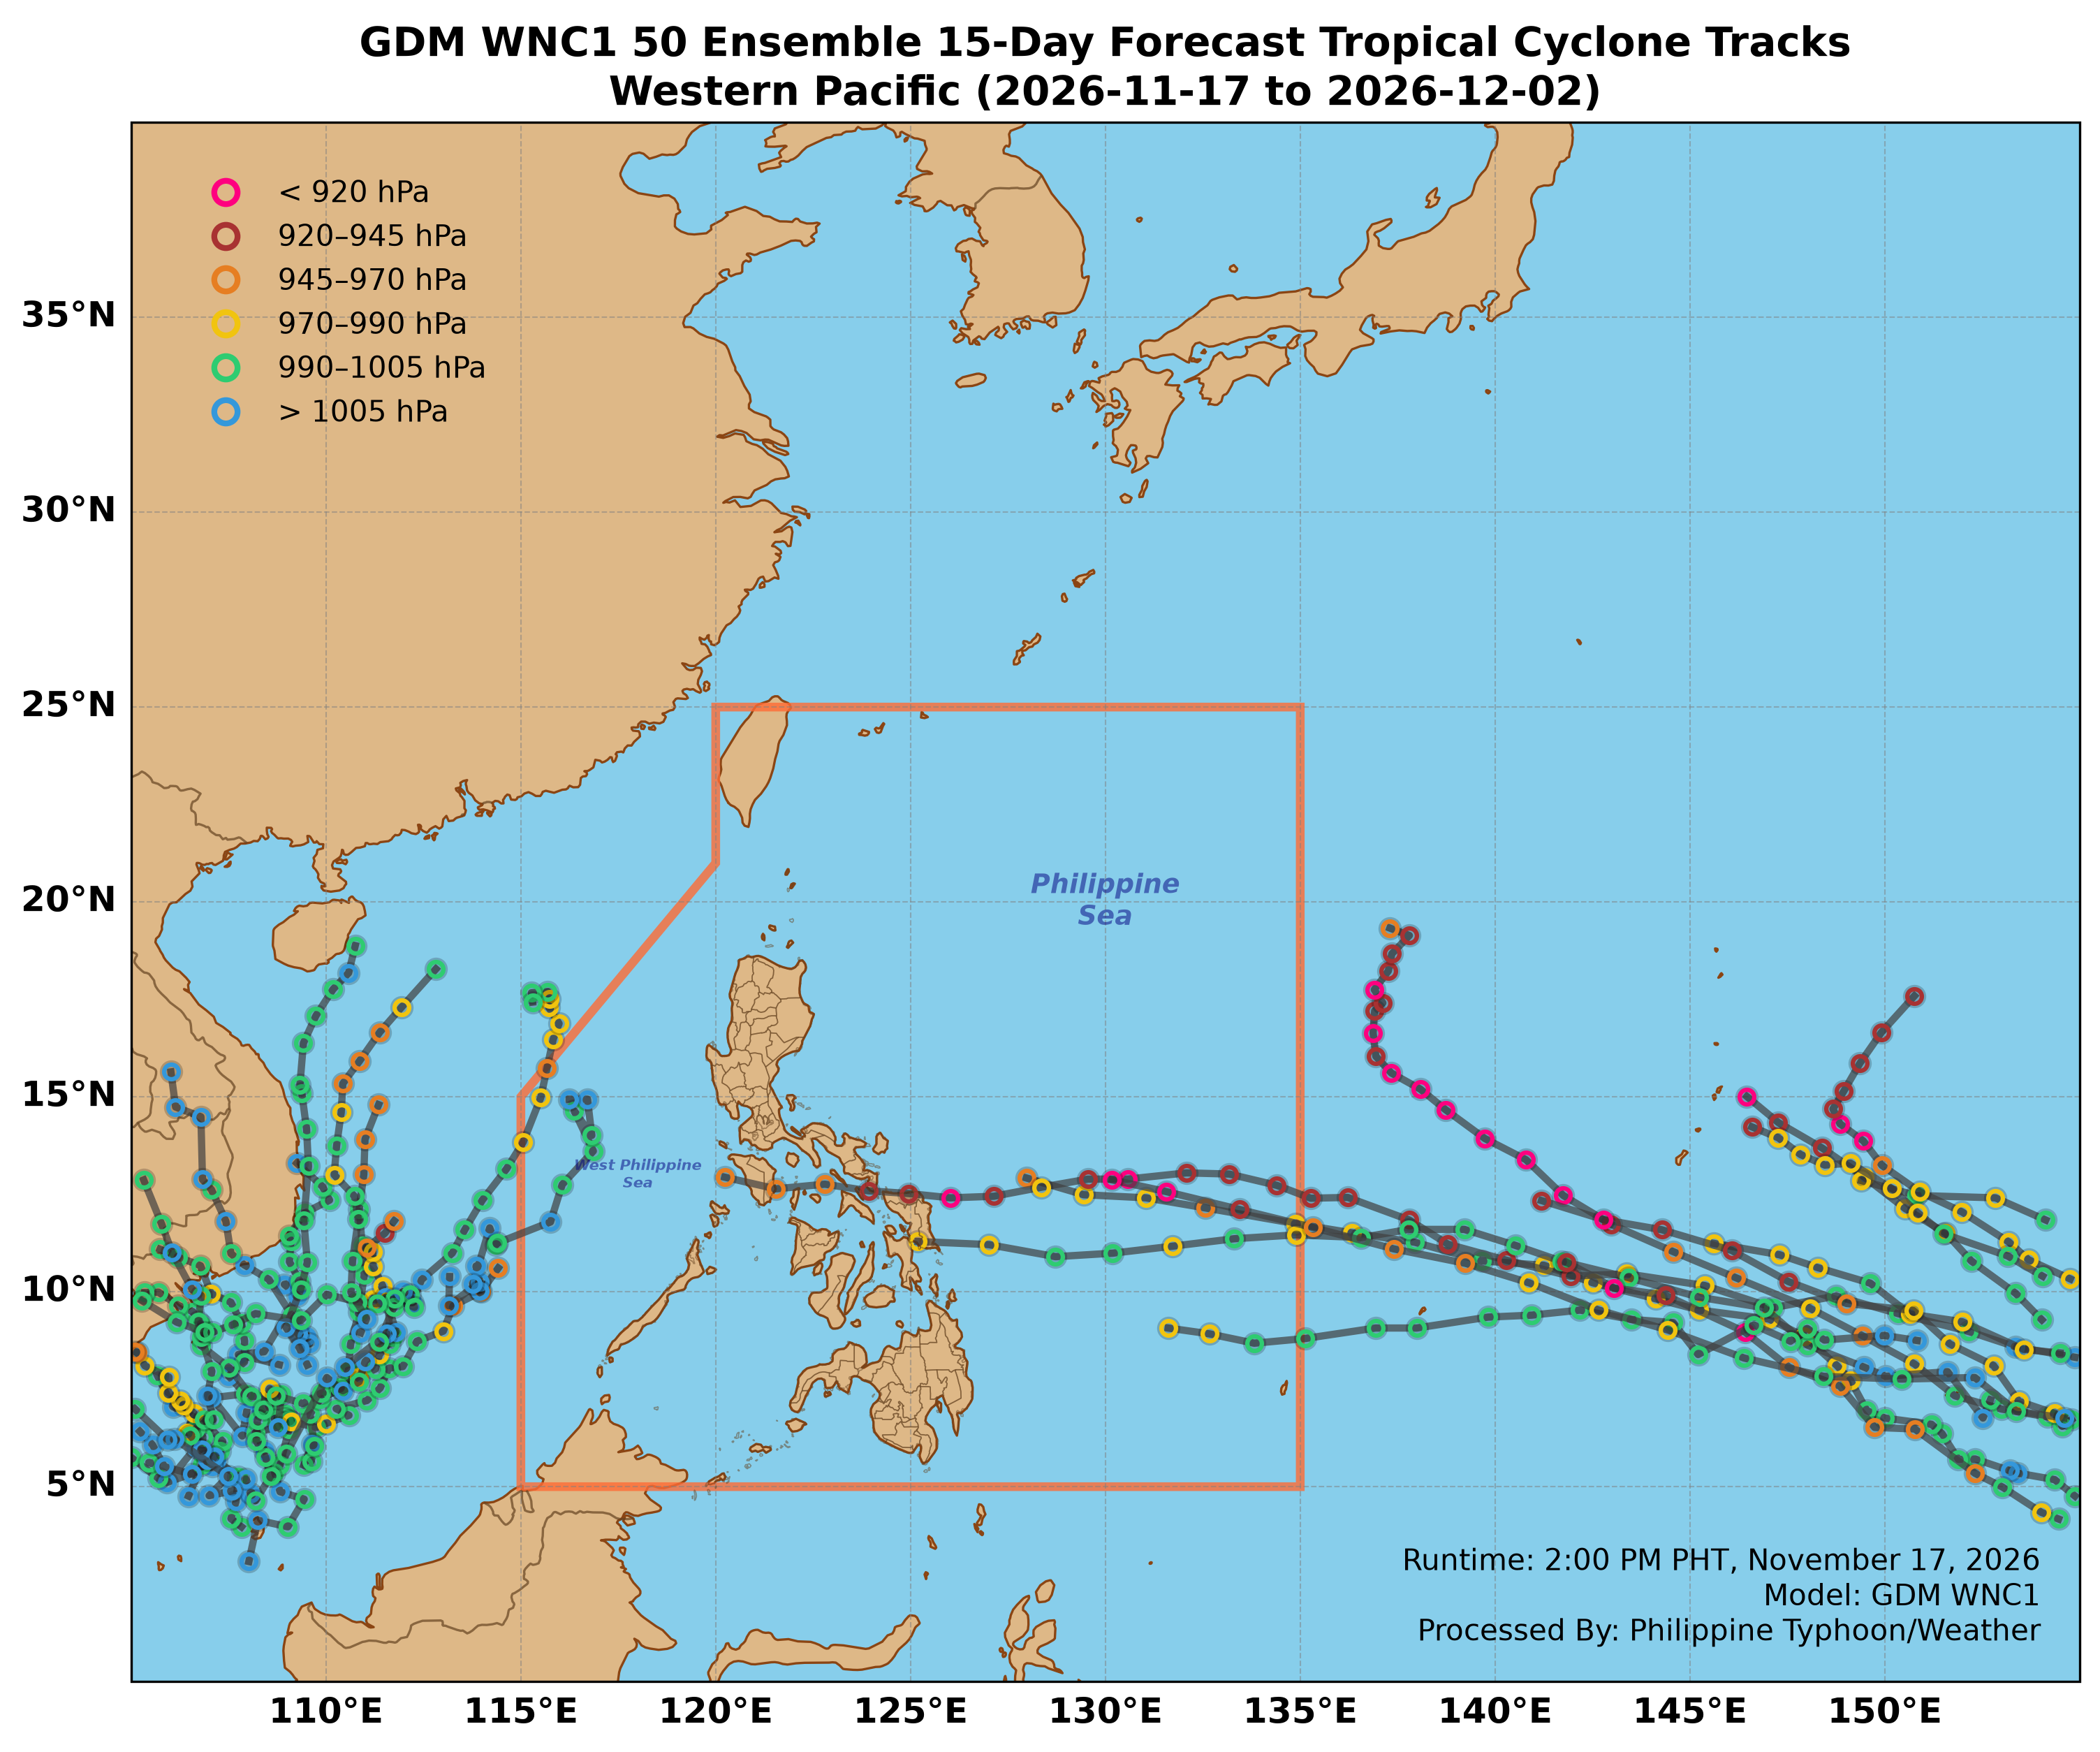 GDM WNC1 50 Ensemble 15-Day Forecast Tropical Cyclone Tracks
Western Pacific (2026-11-17 to 2026-12-02)
< 920 hPa
920–945 hPa
945–970 hPa
970–990 hPa
990–1005 hPa
> 1005 hPa
35°N
30°N
25°N
20°N
15°N
10°N
5°N
Philippine
Sea
West Philippine
Sea
Runtime: 2:00 PM PHT, November 17, 2026
Model: GDM WNC1
Processed By: Philippine Typhoon/Weather
110°E 115°E 120°E 125°E 130°E 135°E 140°E 145°E 150°E